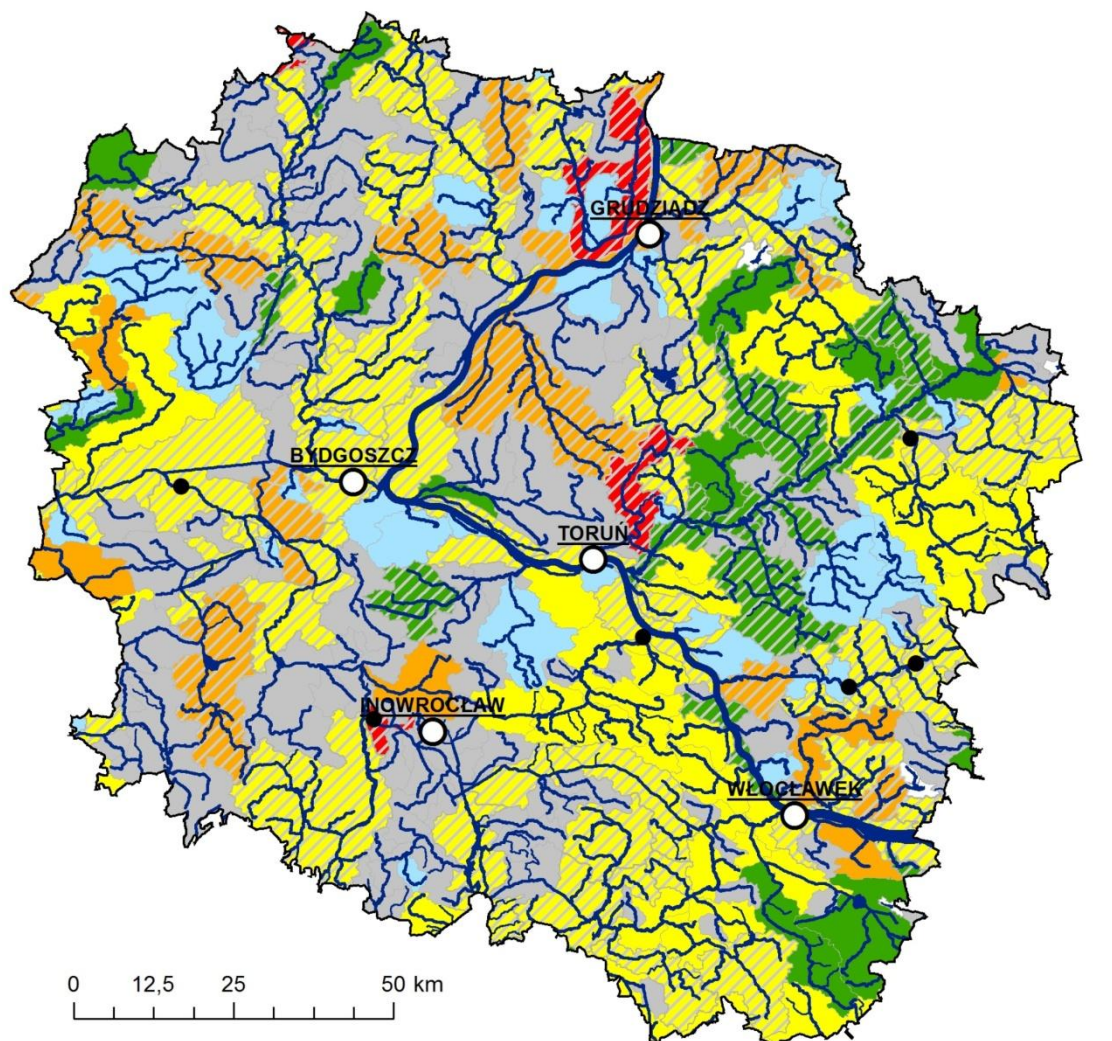 GRUDZIĄDZ
BYDGOSZCZ
TORUŃ
INOWROCŁAW
WŁOCŁAWEK
0 12,5 25 50 km